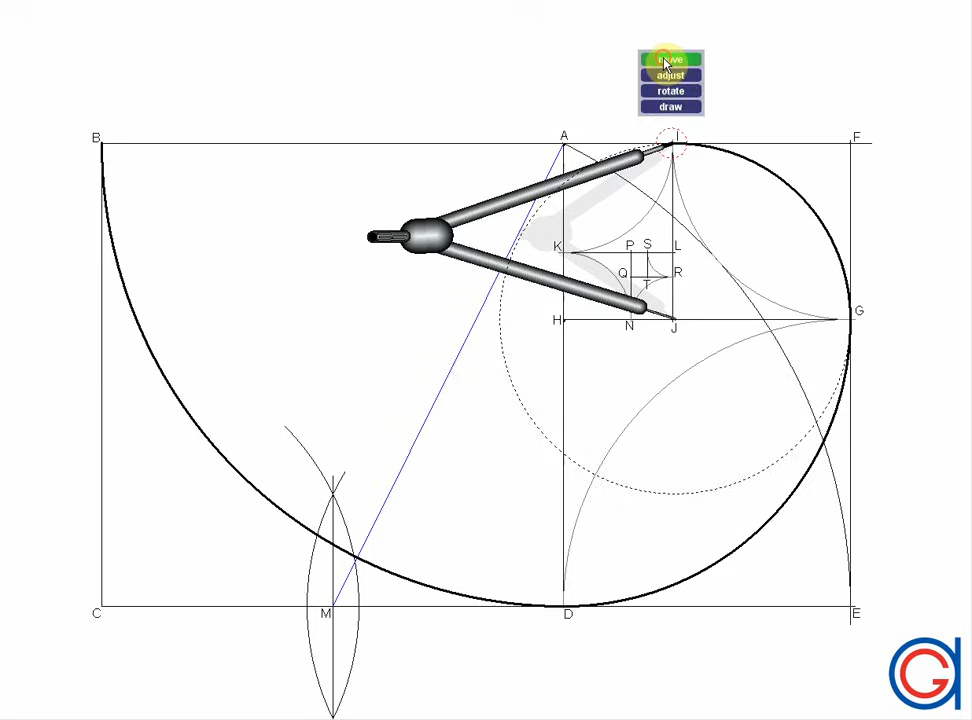 move
adjust
rotate
draw
B A I F
K P S L
Q R
T
H N J G
C M D E
G